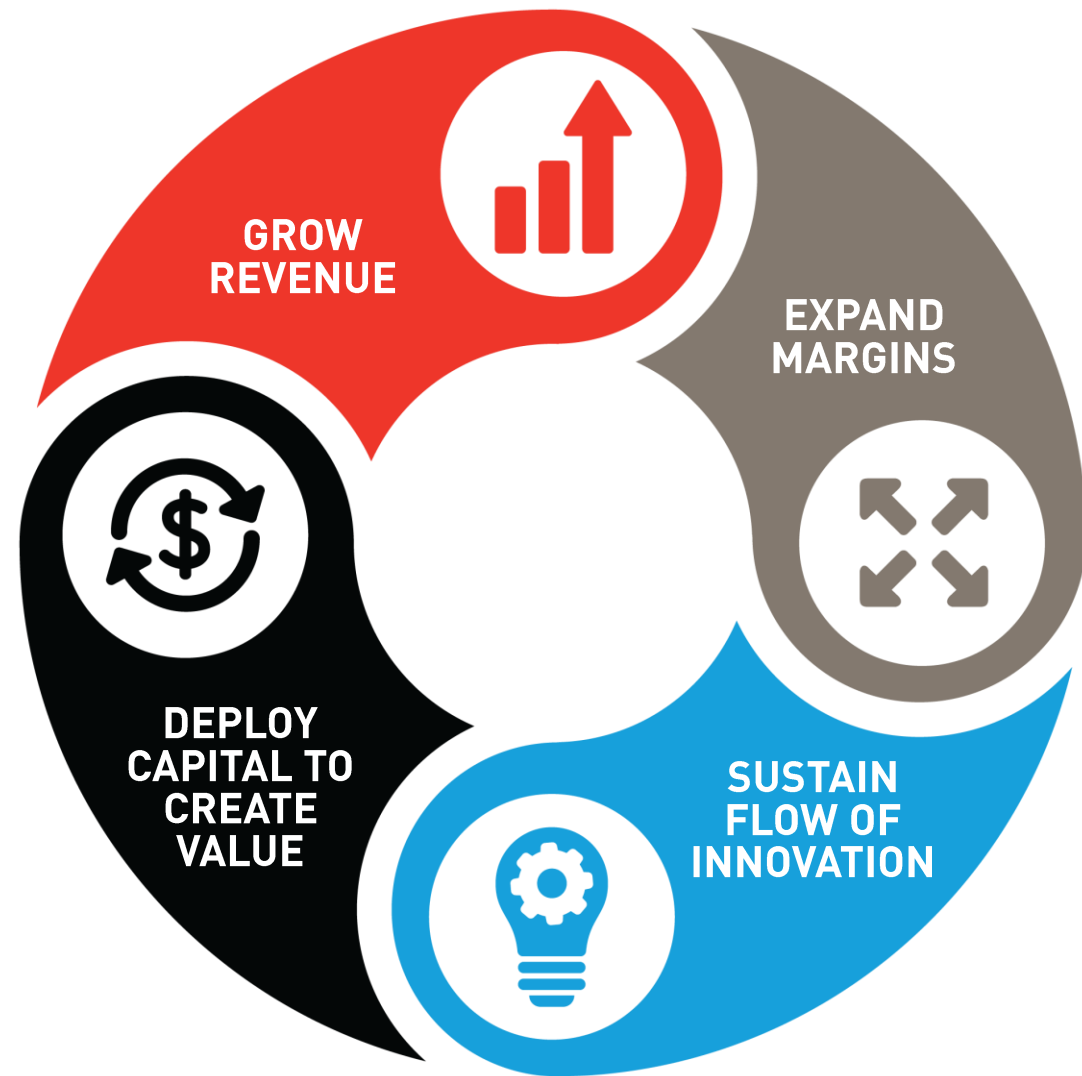 GROW
REVENUE
EXPAND
MARGINS
SUSTAIN
FLOW OF
INNOVATION
DEPLOY
CAPITAL TO
CREATE
VALUE
$